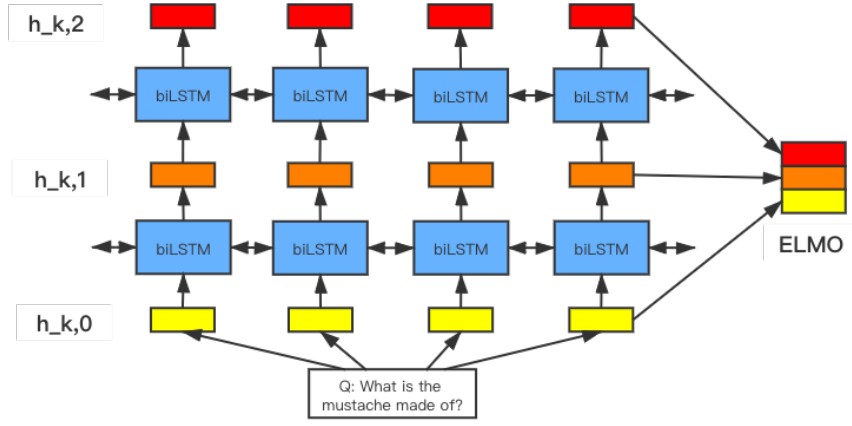 h_k,2
biLSTM
biLSTM
biLSTM
biLSTM
h_k,1
biLSTM
biLSTM
biLSTM
biLSTM
ELMO
h_k,0
Q: What is the
mustache made of?